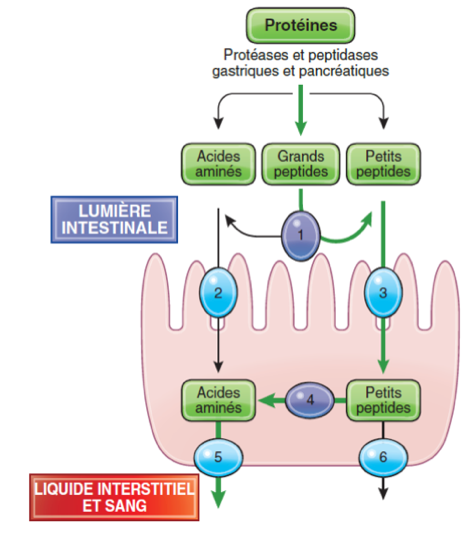 Protéines
Protéases et peptidases
gastriques et pancréatiques
Acides
aminés
Grands
peptides
Petits
peptides
LUMIÈRE
INTESTINALE
1
2
3
Acides
aminés
4
Petits
peptides
5
6
LIQUIDE INTERSTITIEL
ET SANG